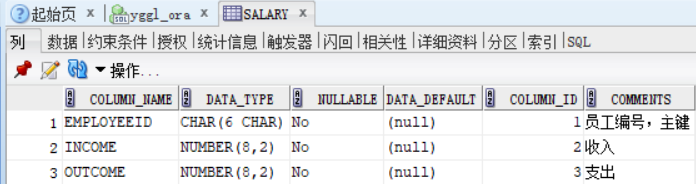 起始页 yggl_ora SALARY
列 数据 约束条件 授权 统计信息 触发器 闪回 相关性 详细资料 分区 索引 SQL
操作...
COLUMN_NAME DATA_TYPE NULLABLE DATA_DEFAULT COLUMN_ID COMMENTS
1 EMPLOYEEID CHAR(6 CHAR) No (null) 1 员工编号，主键
2 INCOME NUMBER(8,2) No (null) 2 收入
3 OUTCOME NUMBER(8,2) No (null) 3 支出